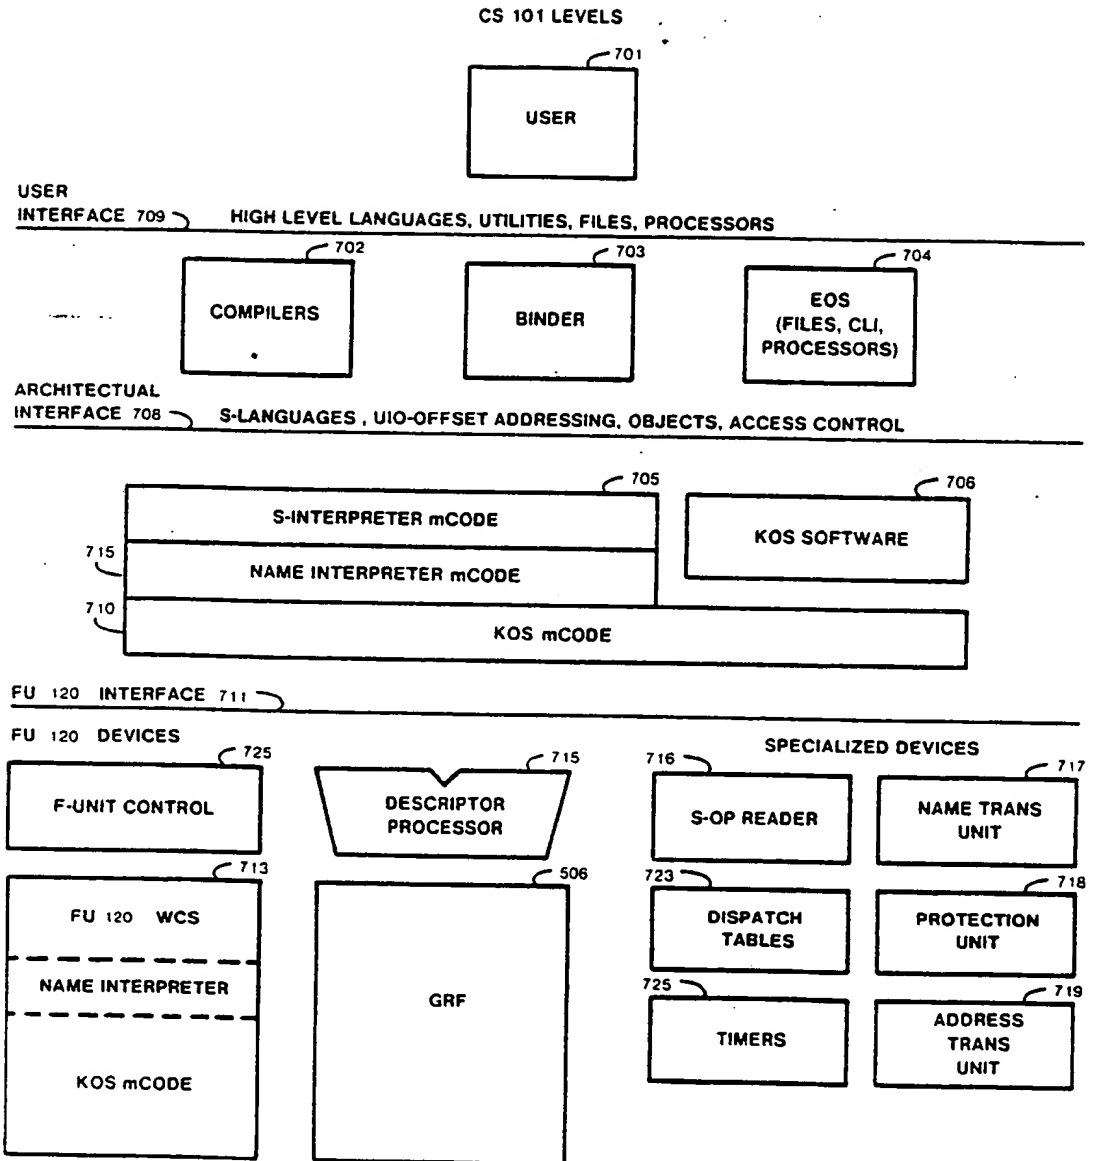 CS 101 LEVELS
701
USER
USER
INTERFACE 709
HIGH LEVEL LANGUAGES, UTILITIES, FILES, PROCESSORS
702
COMPILERS
703
BINDER
704
EOS
(FILES, CLI,
PROCESSORS)
ARCHITECTUAL
INTERFACE 708
S-LANGUAGES , UIO-OFFSET ADDRESSING, OBJECTS, ACCESS CONTROL
705
S-INTERPRETER mCODE
706
KOS SOFTWARE
715
NAME INTERPRETER mCODE
710
KOS mCODE
FU 120 INTERFACE 711
FU 120 DEVICES
SPECIALIZED DEVICES
725
F-UNIT CONTROL
715
DESCRIPTOR
PROCESSOR
716
S-OP READER
717
NAME TRANS
UNIT
713
FU 120 WCS
NAME INTERPRETER
KOS mCODE
506
GRF
723
DISPATCH
TABLES
718
PROTECTION
UNIT
725
TIMERS
719
ADDRESS
TRANS
UNIT